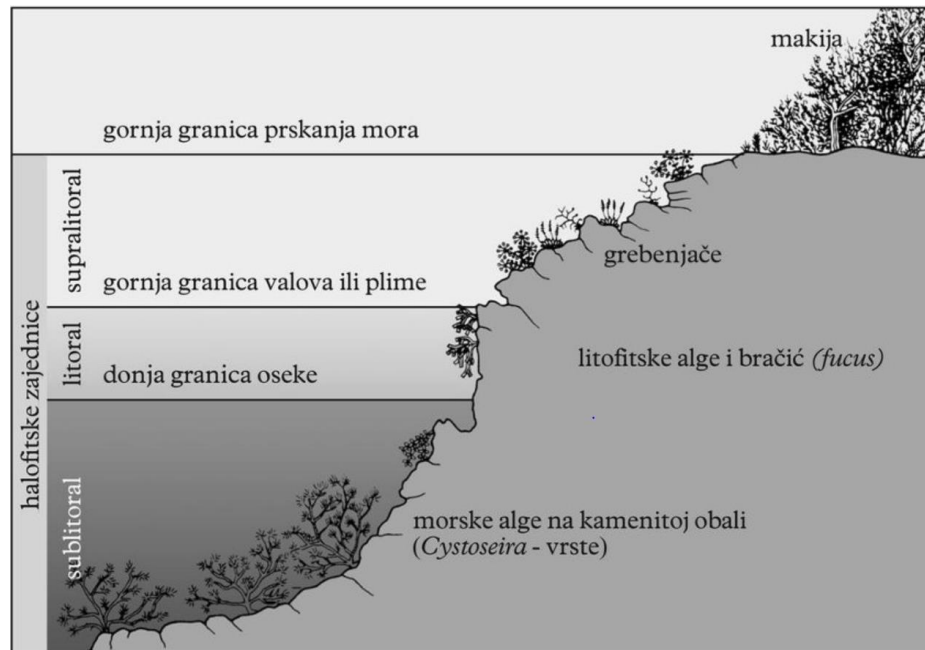 makija
gornja granica prskanja mora
halofitske zajednice
supralitoral
grebenjače
gornja granica valova ili plime
litoral
litofitske alge i bračić (fucus)
donja granica oseke
sublitoral
morske alge na kamenitoj obali
(Cystoseira - vrste)